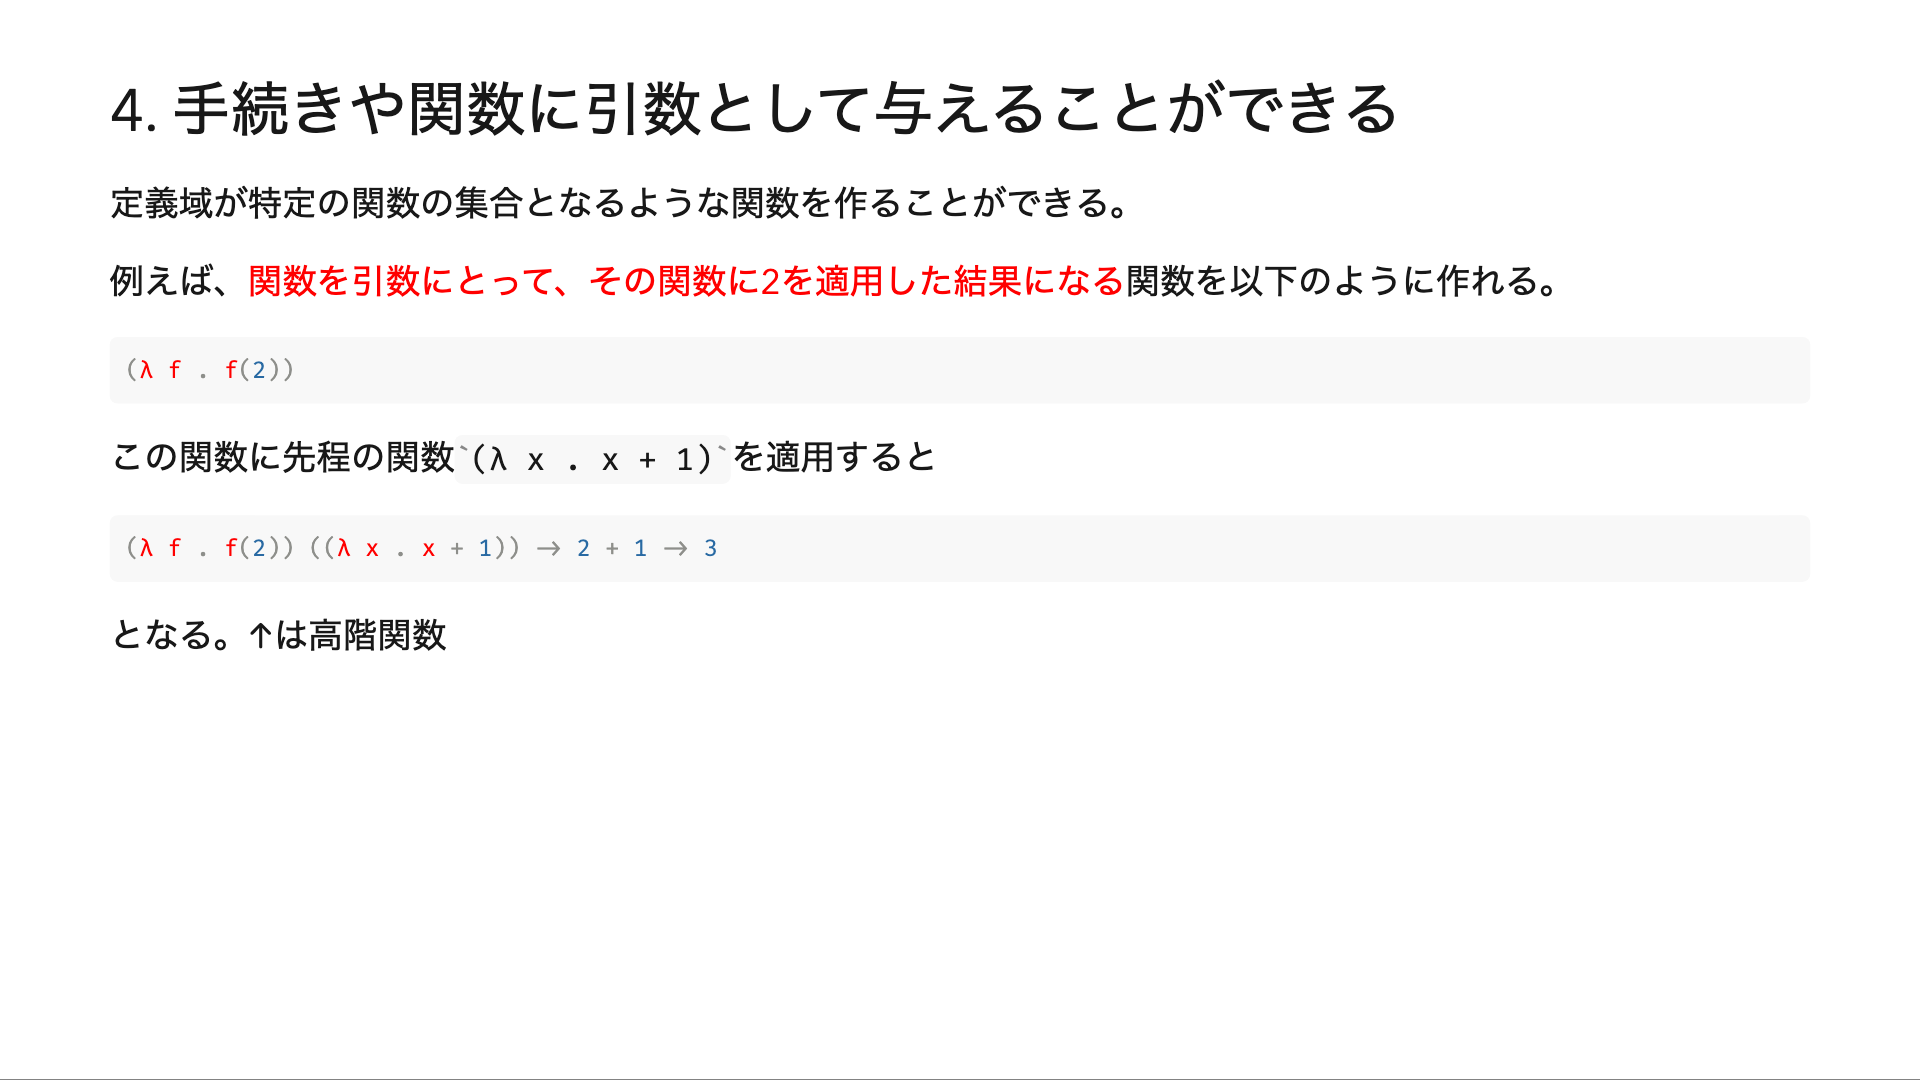 4. 手続きや関数に引数として与えることができる
定義域が特定の関数の集合となるような関数を作ることができる。
例えば、関数を引数にとって、その関数に2を適用した結果になる関数を以下のように作れる。
(λ f . f(2))
この関数に先程の関数`(λ x . x + 1)`を適用すると
(λ f . f(2)) ((λ x . x + 1)) → 2 + 1 → 3
となる。↑は高階関数